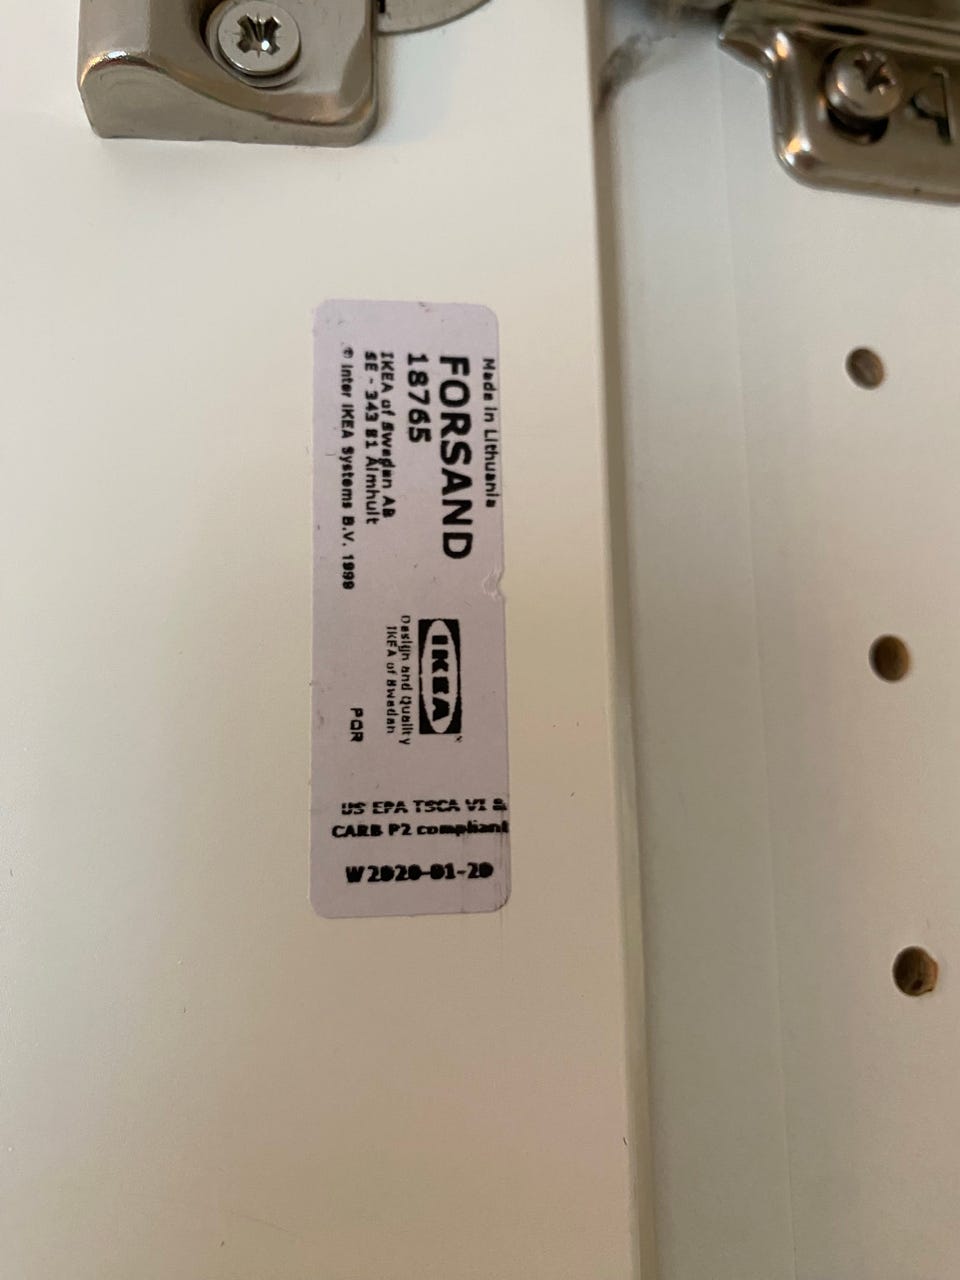 Made in Lithuania
FORSAND
18765
IKEA of Sweden AB
SE - 343 81 Älmhult
© Inter IKEA Systems B.V. 1999
IKEA
Design and Quality
IKEA of Sweden
PQR
US EPA TSCA VI &
CARB P2 compliant
W2020-01-20